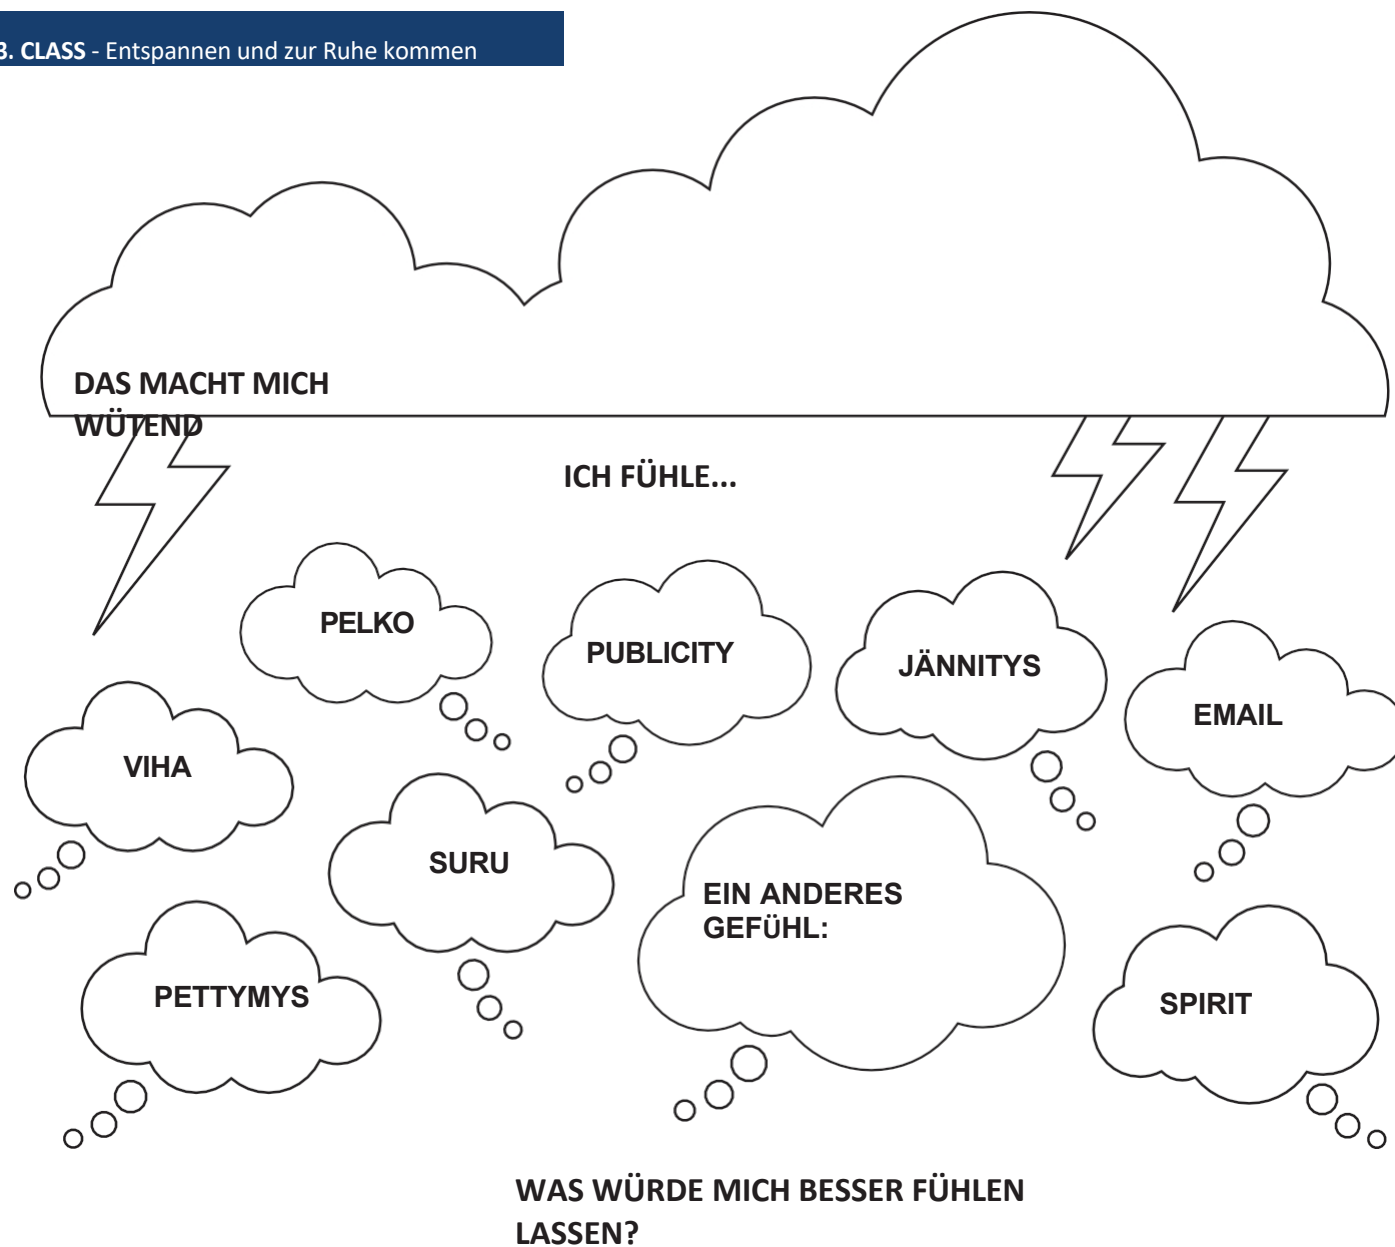 3. CLASS - Entspannen und zur Ruhe kommen
DAS MACHT MICH
WÜTEND
ICH FÜHLE...
PELKO
PUBLICITY
JÄNNITYS
EMAIL
VIHA
SURU
EIN ANDERES
GEFÜHL:
PETTYMYS
SPIRIT
WAS WÜRDE MICH BESSER FÜHLEN
LASSEN?